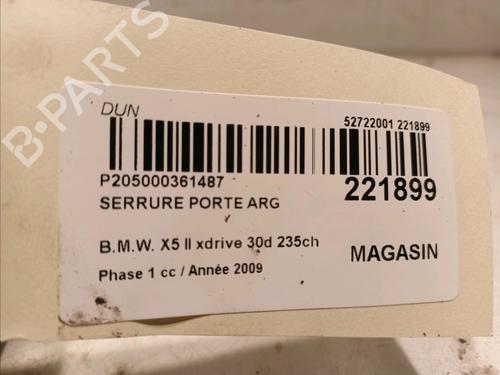 B-PARTS
DUN
52722001 221899
P205000361487
221899
SERRURE PORTE ARG
B.M.W. X5 II xdrive 30d 235ch
MAGASIN
Phase 1 cc / Année 2009